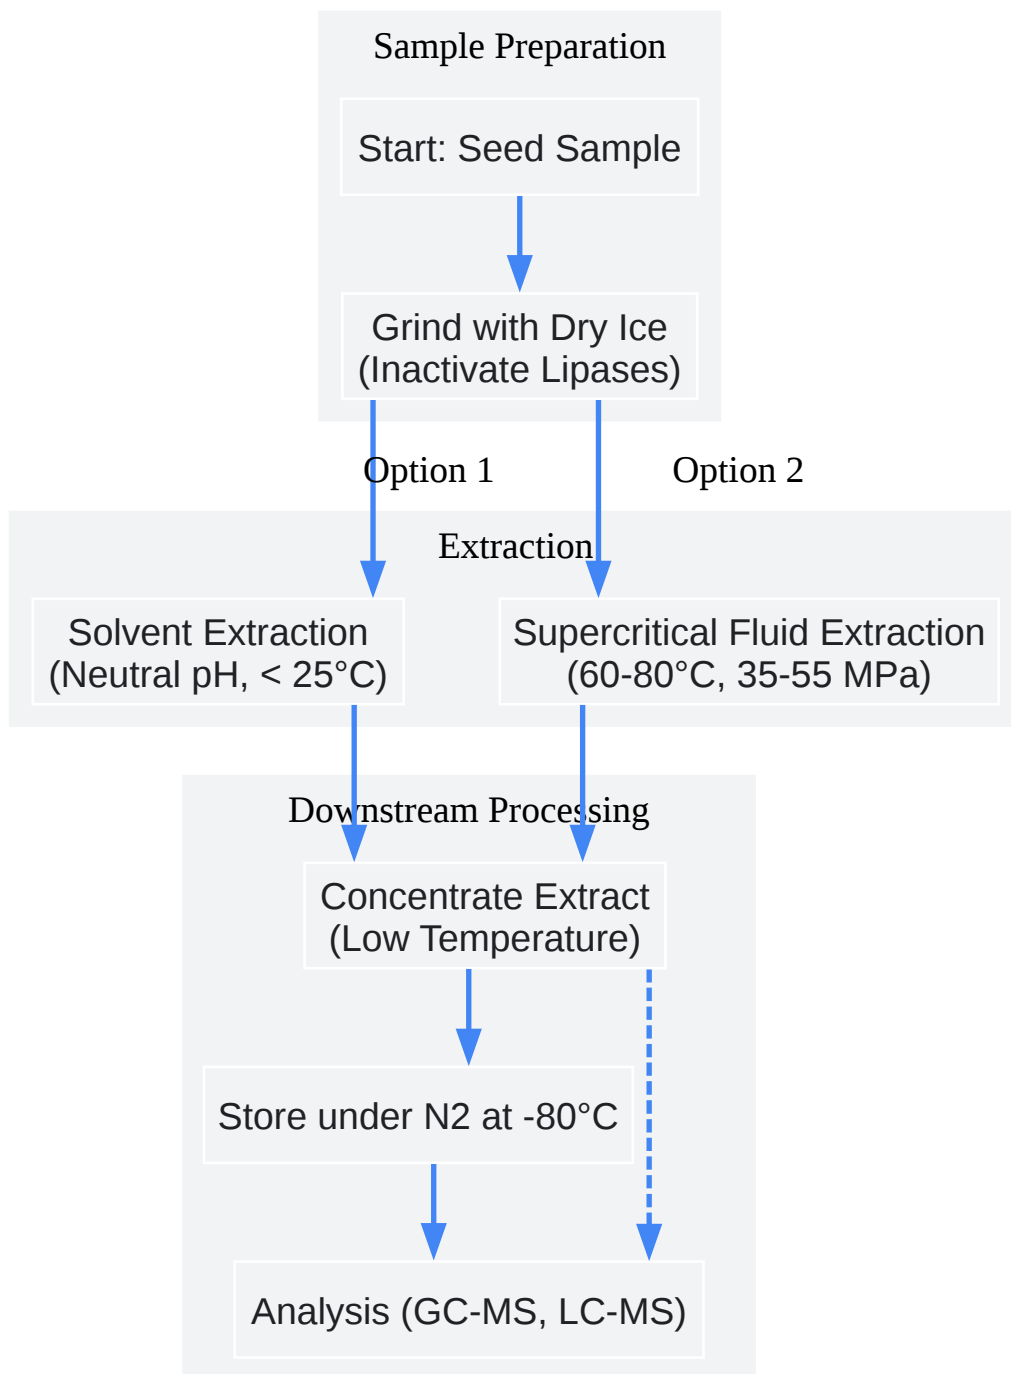 Sample Preparation
Start: Seed Sample
Grind with Dry Ice
(Inactivate Lipases)
Option 1
Option 2
Extraction
Solvent Extraction
(Neutral pH, < 25°C)
Supercritical Fluid Extraction
(60-80°C, 35-55 MPa)
Downstream Processing
Concentrate Extract
(Low Temperature)
Store under N2 at -80°C
Analysis (GC-MS, LC-MS)